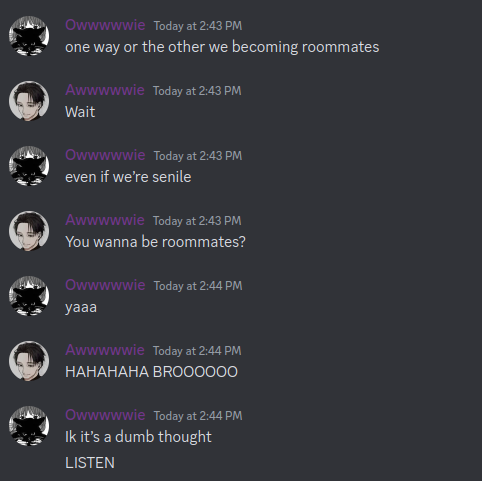 Owwwwwie Today at 2:43 PM
one way or the other we becoming roommates
Awwwwwie Today at 2:43 PM
Wait
Owwwwwie Today at 2:43 PM
even if we’re senile
Awwwwwie Today at 2:43 PM
You wanna be roommates?
Owwwwwie Today at 2:44 PM
yaaa
Awwwwwie Today at 2:44 PM
HAHAHAHA BROOOOOO
Owwwwwie Today at 2:44 PM
Ik it’s a dumb thought
LISTEN